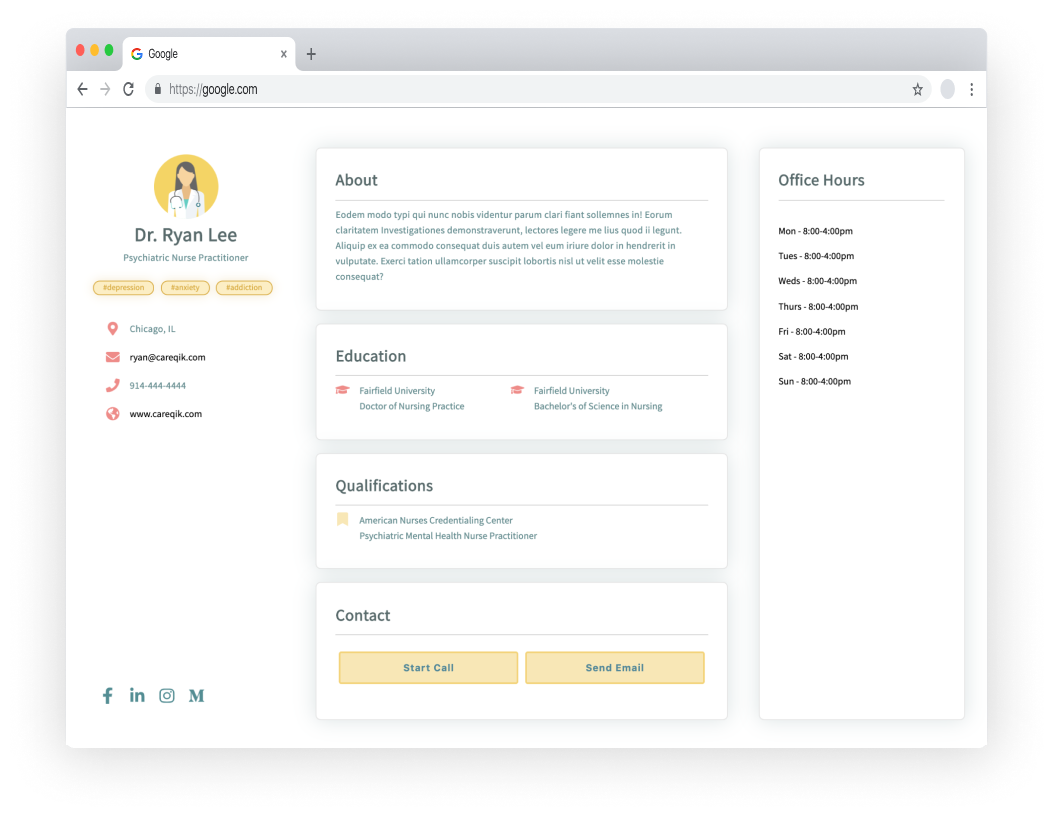 Google
x
+
https://google.com
Dr. Ryan Lee
Psychiatric Nurse Practitioner
#depression #anxiety #addiction
Chicago, IL
ryan@careqik.com
914-444-4444
www.careqik.com
About
Eodem modo typi qui nunc nobis videntur parum clari fiant sollemnes in! Eorum
claritatem Investigationes demonstraverunt, lectores legere me lius quod ii legunt.
Aliquip ex ea commodo consequat duis autem vel eum iriure dolor in hendrerit in
vulputate. Exerci tation ullamcorper suscipit lobortis nisl ut velit esse molestie
consequat?
Education
Fairfield University
Doctor of Nursing Practice
Fairfield University
Bachelor's of Science in Nursing
Qualifications
American Nurses Credentialing Center
Psychiatric Mental Health Nurse Practitioner
Contact
Start Call
Send Email
Office Hours
Mon - 8:00-4:00pm
Tues - 8:00-4:00pm
Weds - 8:00-4:00pm
Thurs - 8:00-4:00pm
Fri - 8:00-4:00pm
Sat - 8:00-4:00pm
Sun - 8:00-4:00pm